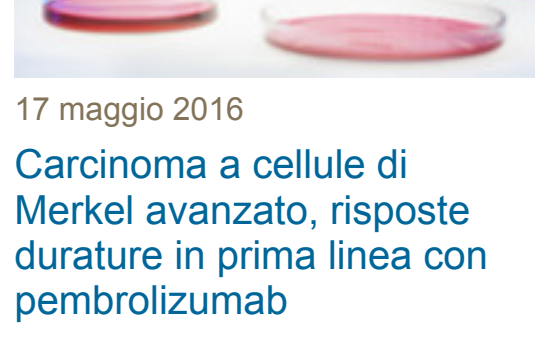 17 maggio 2016
Carcinoma a cellule di
Merkel avanzato, risposte
durature in prima linea con
pembrolizumab